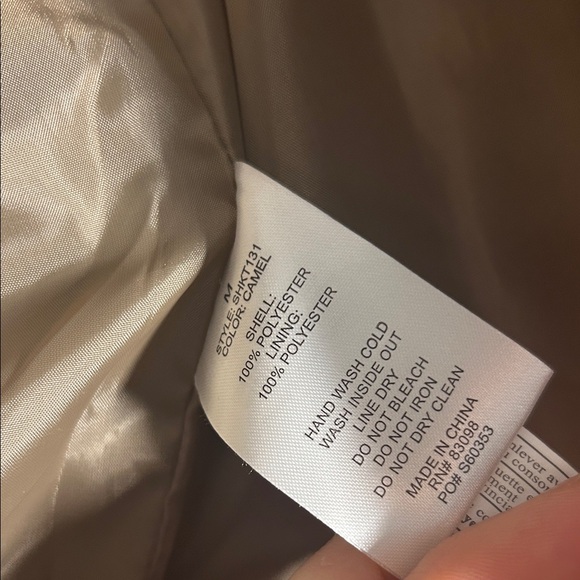 M
STYLE: SHKT131
COLOR: CAMEL
SHELL:
100% POLYESTER
LINING:
100% POLYESTER
HAND WASH COLD
WASH INSIDE OUT
LINE DRY
DO NOT BLEACH
DO NOT IRON
DO NOT DRY CLEAN
MADE IN CHINA
RN# 83098
PO# S60353